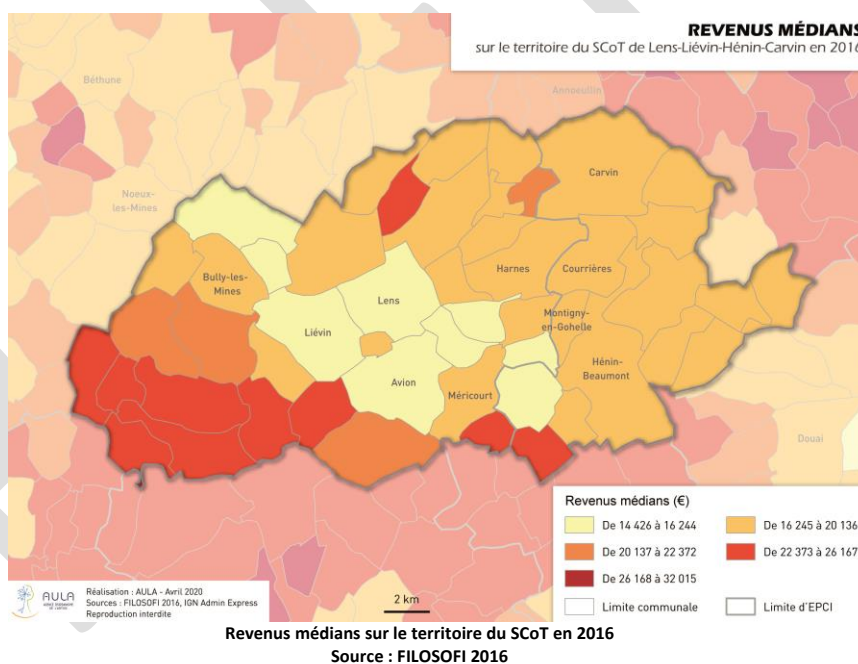 REVENUS MÉDIANS
sur le territoire du SCoT de Lens-Liévin-Hénin-Carvin en 2016
Béthune
Annoeullin
Carvin
Noeux-
les-Mines
Bully-les-
Mines
Harnes
Courrières
Lens
Liévin
Montigny-
en-Gohelle
Hénin-
Beaumont
Avion
Méricourt
Douai
Revenus médians (€)
De 14 426 à 16 244
De 16 245 à 20 136
De 20 137 à 22 372
De 22 373 à 26 167
De 26 168 à 32 015
Limite communale
Limite d'EPCI
AULA
Réalisation : AULA - Avril 2020
Sources : FILOSOFI 2016, IGN Admin Express
Reproduction interdite
2 km
Revenus médians sur le territoire du SCoT en 2016
Source : FILOSOFI 2016